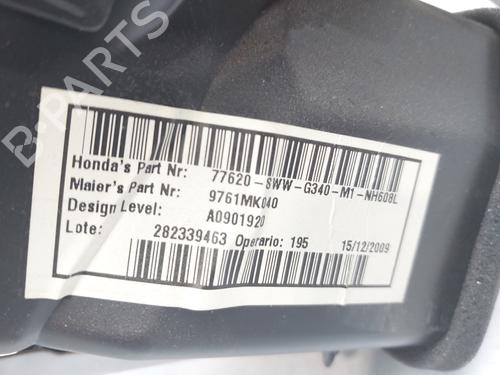 B-PARTS
Honda's Part Nr: 77620-SWW-G340-M1-NH608L
Maier's Part Nr: 9761MK040
Design Level: A0901920
Lote: 282339463 Operario: 195 15/12/2009